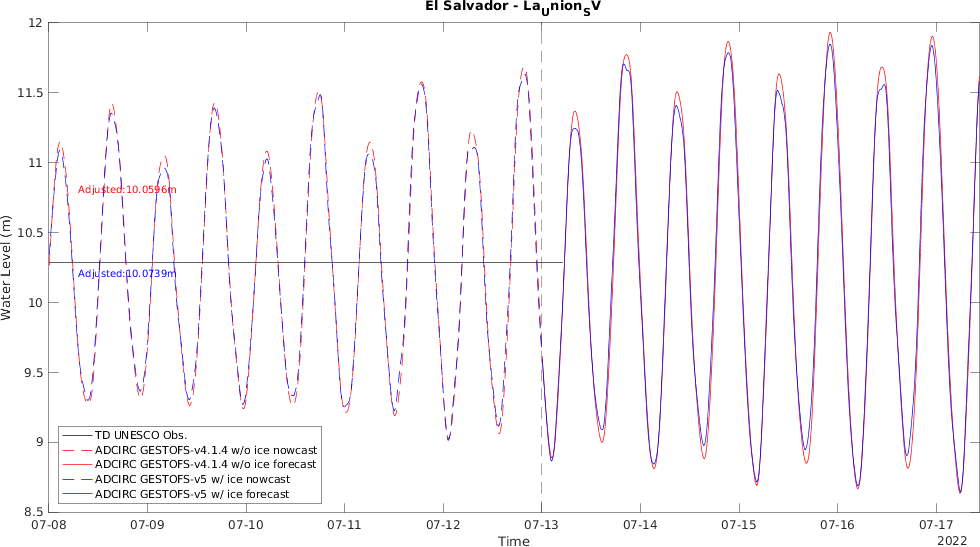 El Salvador - LaUnionSV
12
11.5
11
10.5
10
9.5
9
8.5
Water Level (m)
Adjusted:10.0596m
Adjusted:10.0739m
TD UNESCO Obs.
ADCIRC GESTOFS-v4.1.4 w/o ice nowcast
ADCIRC GESTOFS-v4.1.4 w/o ice forecast
ADCIRC GESTOFS-v5 w/ ice nowcast
ADCIRC GESTOFS-v5 w/ ice forecast
07-08 07-09 07-10 07-11 07-12 07-13 07-14 07-15 07-16 07-17
Time
2022